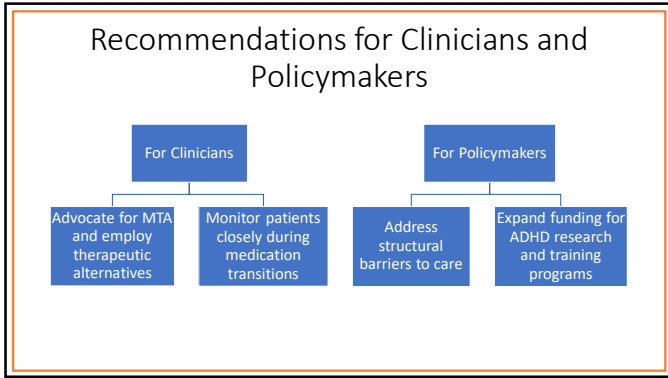 Recommendations for Clinicians and
Policymakers
For Clinicians
For Policymakers
Advocate for MTA
and employ
therapeutic
alternatives
Monitor patients
closely during
medication
transitions
Address
structural
barriers to care
Expand funding for
ADHD research
and training
programs